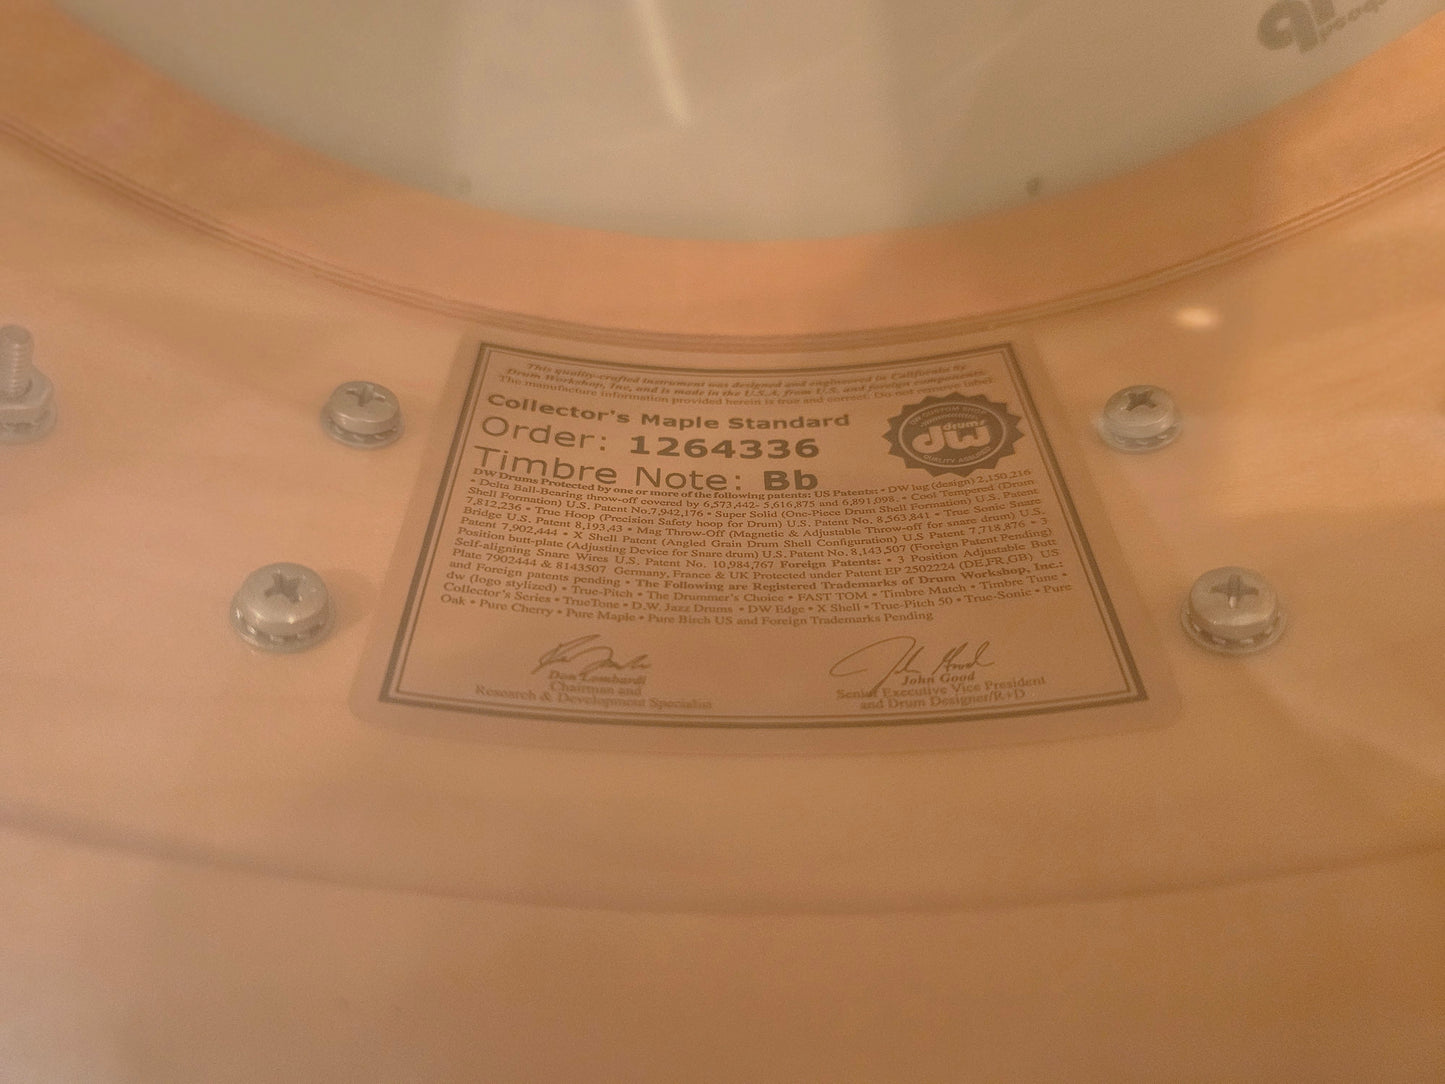 This quality-crafted instrument was designed and engineered in California by
Drum Workshop, Inc, and is made in the U.S.A. from U.S. and foreign components.
The manufacture information provided herein is true and correct. Do not remove label.
Collector's Maple Standard
Order: 1264336
Timbre Note: Bb
DW CUSTOM SHOP
dw drums
QUALITY ASSURED
DW Drums Protected by one or more of the following patents: US Patents: • DW lug (design) 2,150,216
• Delta Ball-Bearing throw-off covered by 6,573,442- 5,616,875 and 6,891,098. • Cool Tempered (Drum
Shell Formation) U.S. Patent No.7,942,176 • Super Solid (One-Piece Drum Shell Formation) U.S. Patent
7,812,236 • True Hoop (Precision Safety hoop for Drum) U.S. Patent No. 8,563,841 • True Sonic Snare
Bridge U.S. Patent 8,193,43 • Mag Throw-Off (Magnetic & Adjustable Throw-off for snare drum) U.S.
Patent 7,902,444 • X Shell Patent (Angled Grain Drum Shell Configuration) U.S Patent 7,718,876 • 3
Position butt-plate (Adjusting Device for Snare drum) U.S. Patent No. 8,143,507 (Foreign Patent Pending)
Self-aligning Snare Wires U.S. Patent No. 10,984,767 Foreign Patents: • 3 Position Adjustable Butt
Plate 7902444 & 8143507 Germany, France & UK Protected under Patent EP 2502224 (DE,FR,GB) US
and Foreign patents pending • The Following are Registered Trademarks of Drum Workshop, Inc.:
dw (logo stylized) • True-Pitch • The Drummer's Choice • FAST TOM • Timbre Match • Timbre Tune •
Collector's Series • TrueTone • D.W. Jazz Drums • DW Edge • X Shell • True-Pitch 50 • True-Sonic • Pure
Oak • Pure Cherry • Pure Maple • Pure Birch US and Foreign Trademarks Pending
Don Lombardi
Chairman and
Research & Development Specialist
John Good
Senior Executive Vice President
and Drum Designer/R+D